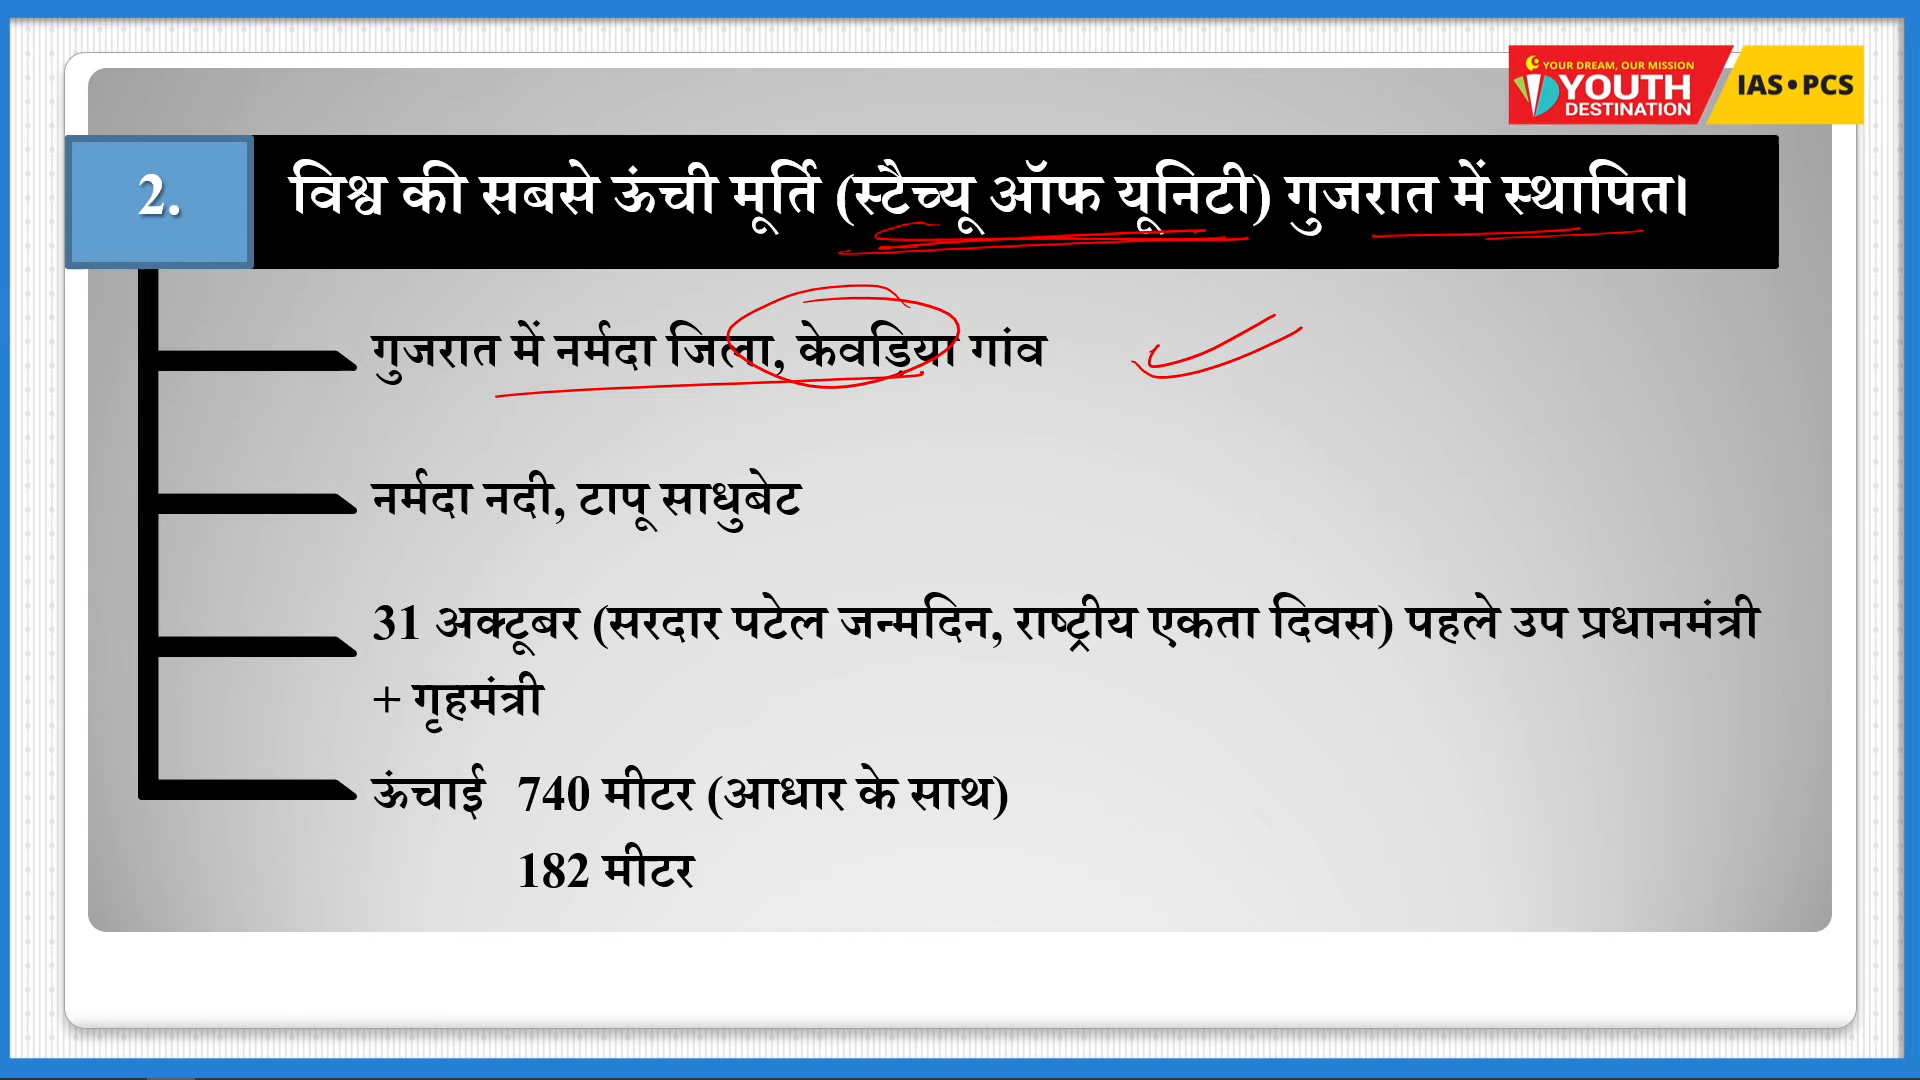 YOUR DREAM, OUR MISSION
YOUTH
DESTINATION
IAS•PCS
2.
विश्व की सबसे ऊंची मूर्ति (स्टैच्यू ऑफ यूनिटी) गुजरात में स्थापित।
गुजरात में नर्मदा जिला, केवड़िया गांव
नर्मदा नदी, टापू साधुबेट
31 अक्टूबर (सरदार पटेल जन्मदिन, राष्ट्रीय एकता दिवस) पहले उप प्रधानमंत्री
+ गृहमंत्री
ऊंचाई 740 मीटर (आधार के साथ)
182 मीटर